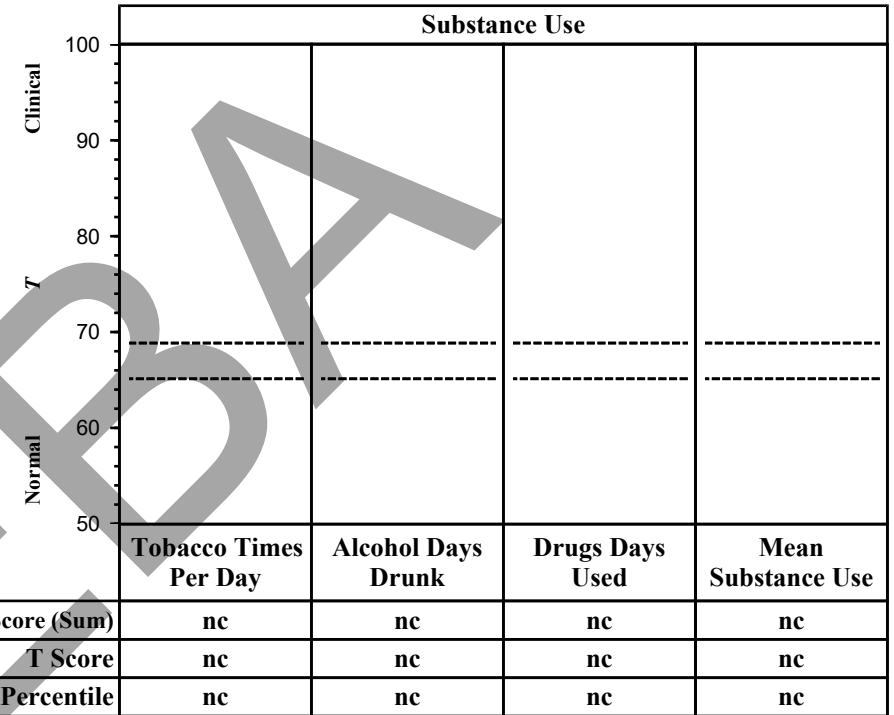 Substance Use
100
90
80
70
60
50
Clinical
T
Normal
Tobacco Times Per Day
Alcohol Days Drunk
Drugs Days Used
Mean Substance Use
(Sum) nc nc nc nc
T Score nc nc nc nc
Percentile nc nc nc nc